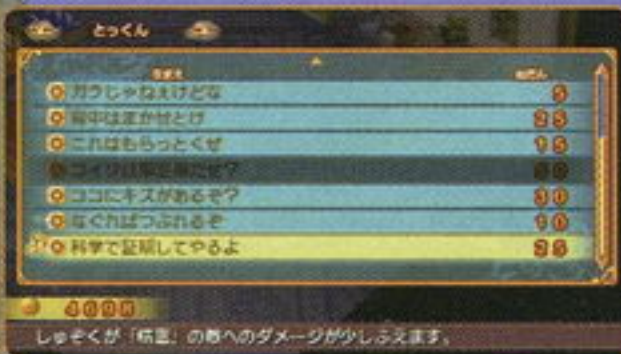 とっくん
なまえ ねだん
ガラじゃねえけどな 5
背中はまかせとけ 25
これはもらっとくぜ 15
ココにキズがあるぞ? 30
なぐればつぶれるぞ 10
科学で証明してやるよ 25
しゅぞくが「精霊」の敵へのダメージが少しふえます。